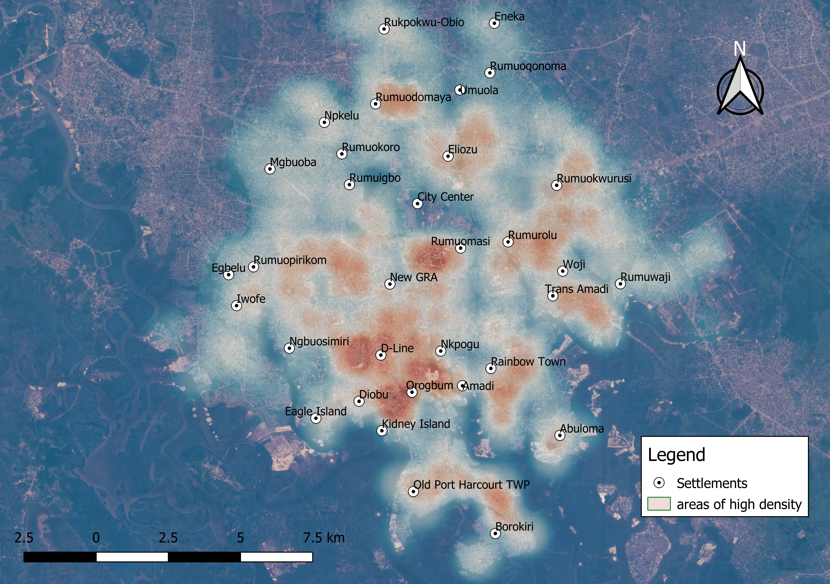 Rukpokwu-Obio
Eneka
N
Rumuoqonoma
Umuola
Rumuodomaya
Npkelu
Rumuokoro
Eliozu
Mgbuoba
Rumuigbo
Rumuokwurusi
City Center
Rumuomasi
Rumurolu
Egbelu
Rumuopirikom
New GRA
Woji
Rumuwaji
Trans Amadi
Iwofe
Ngbuosimiri
D-Line
Nkpogu
Rainbow Town
Orogbum
Amadi
Diobu
Eagle Island
Kidney Island
Abuloma
Old Port Harcourt TWP
Borokiri
Legend
Settlements
areas of high density
2.5 0 2.5 5 7.5 km